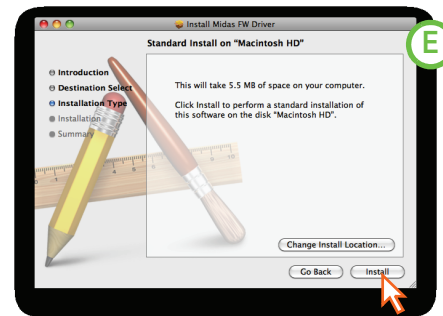 Install Midas FW Driver
E
Standard Install on "Macintosh HD"
Introduction
Destination Select
Installation Type
Installation
Summary
This will take 5.5 MB of space on your computer.
Click Install to perform a standard installation of
this software on the disk "Macintosh HD".
Change Install Location...
Go Back
Install